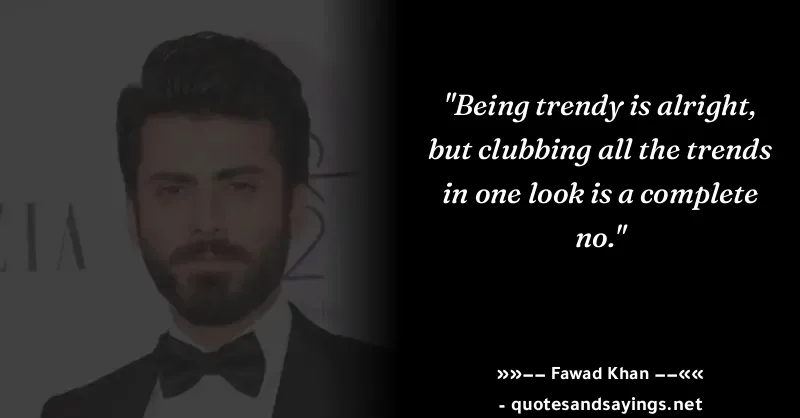 "Being trendy is alright,
but clubbing all the trends
in one look is a complete
no."
»»−− Fawad Khan −−««
- quotesandsayings.net
ZIA